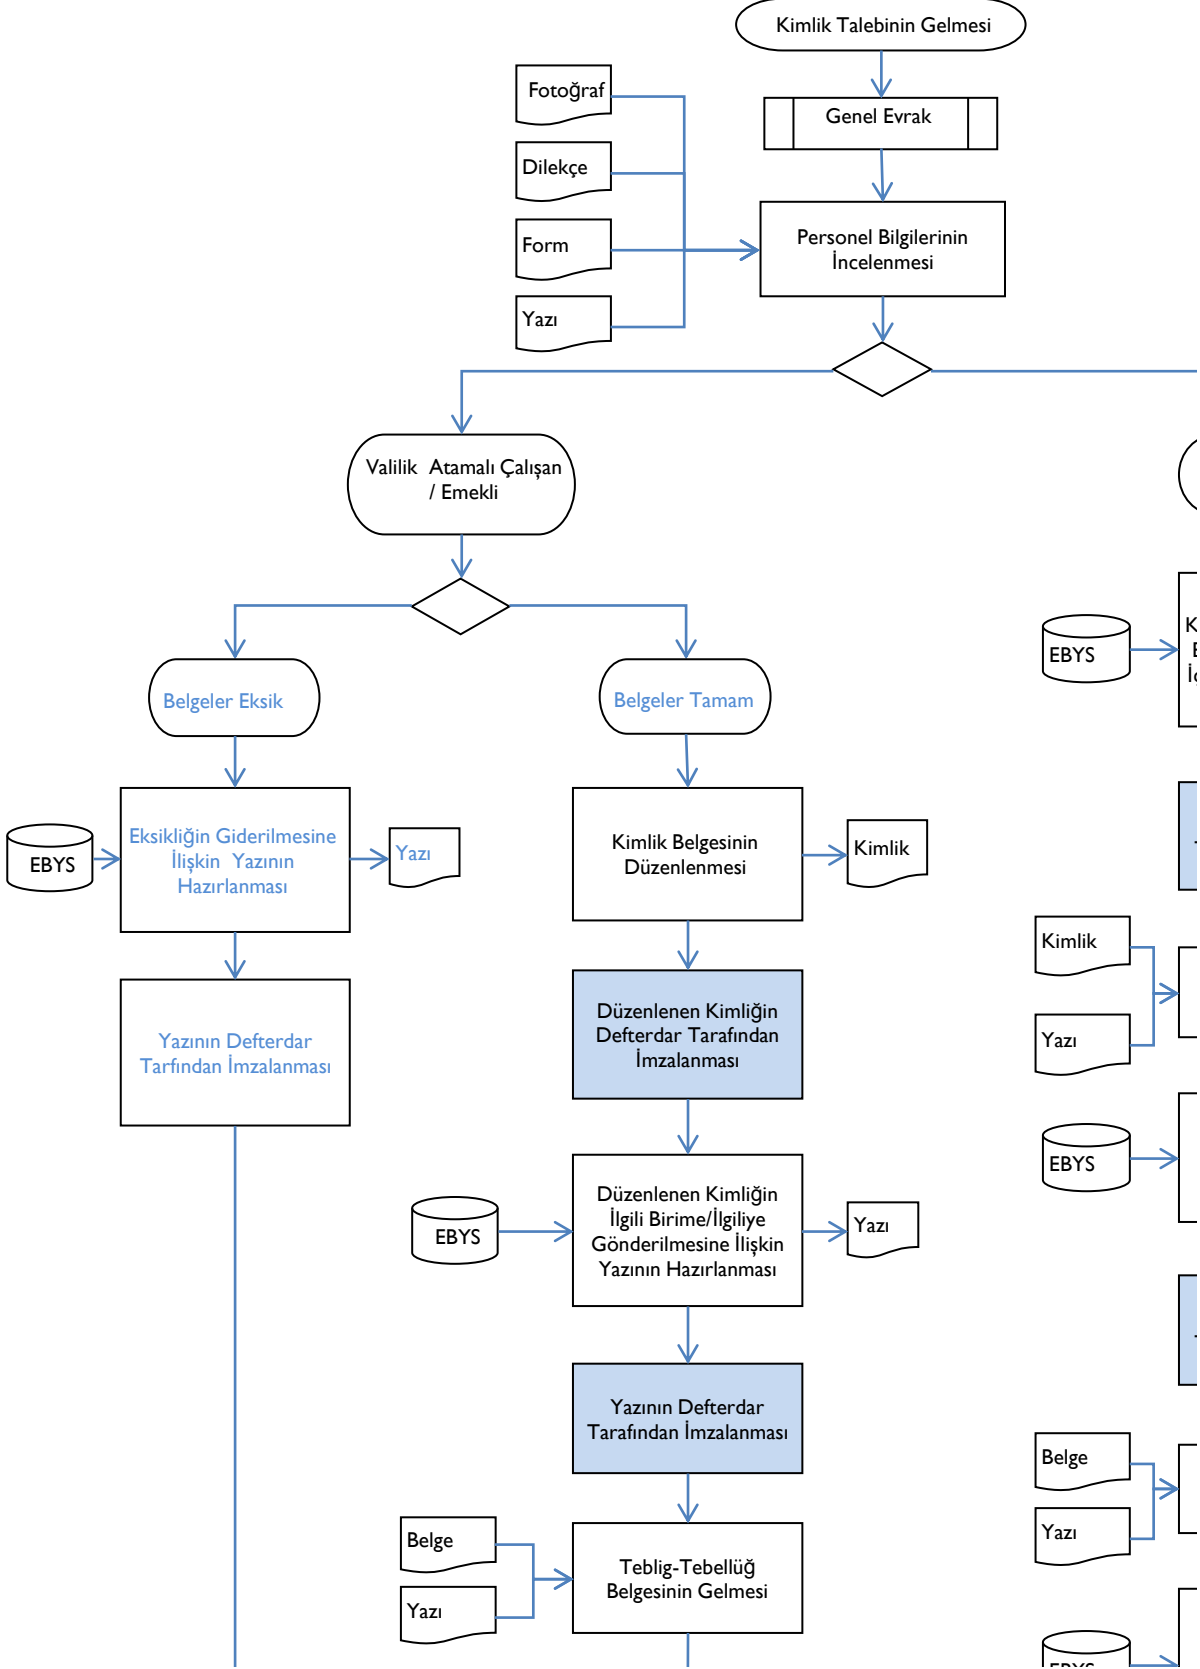 Kimlik Talebinin Gelmesi
Fotoğraf
Genel Evrak
Dilekçe
Form
Personel Bilgilerinin
İncelenmesi
Yazı
Valilik  Atamalı Çalışan
/ Emekli
EBYS
Belgeler Eksik
Belgeler Tamam
EBYS
Eksikliğin Giderilmesine
İlişkin  Yazının
Hazırlanması
Yazı
Kimlik Belgesinin
Düzenlenmesi
Kimlik
Kimlik
Yazı
Yazının Defterdar
Tarfından İmzalanması
Düzenlenen Kimliğin
Defterdar Tarafından
İmzalanması
EBYS
EBYS
Düzenlenen Kimliğin
İlgili Birime/İlgiliye
Gönderilmesine İlişkin
Yazının Hazırlanması
Yazı
Yazının Defterdar
Tarafından İmzalanması
Belge
Yazı
Belge
Yazı
Teblig-Tebellüğ
Belgesinin Gelmesi
EBYS